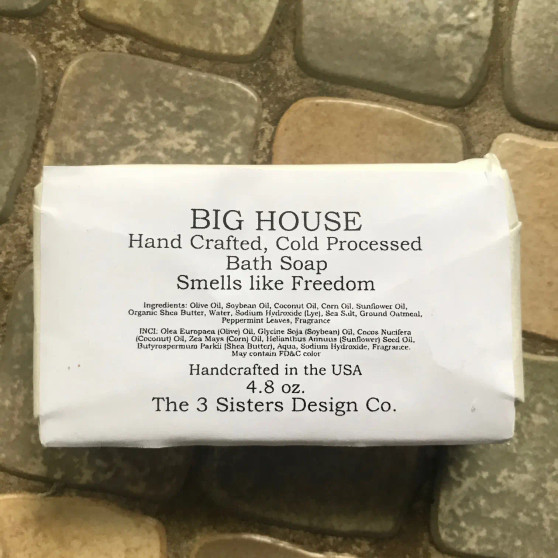 BIG HOUSE
Hand Crafted, Cold Processed
Bath Soap
Smells like Freedom
Ingredients: Olive Oil, Soybean Oil, Coconut Oil, Corn Oil, Sunflower Oil,
Organic Shea Butter, Water, Sodium Hydroxide (Lye), Sea Salt, Ground Oatmeal,
Peppermint Leaves, Fragrance
INCI: Olea Europaea (Olive) Oil, Glycine Soja (Soybean) Oil, Cocos Nucifera
(Coconut) Oil, Zea Mays (Corn) Oil, Helianthus Annuus (Sunflower) Seed Oil,
Butyrospermum Parkii (Shea Butter), Aqua, Sodium Hydroxide, Fragrance.
May contain FD&C color
Handcrafted in the USA
4.8 oz.
The 3 Sisters Design Co.